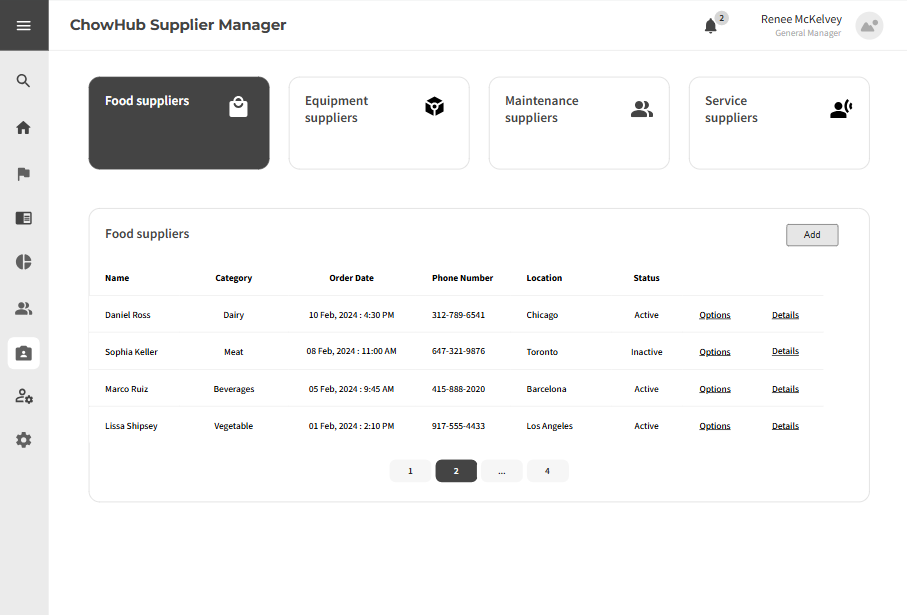 ChowHub Supplier Manager
2
Renee McKelvey
General Manager
Food suppliers
Equipment
suppliers
Maintenance
suppliers
Service
suppliers
Food suppliers
Add
Name Category Order Date Phone Number Location Status
Daniel Ross Dairy 10 Feb, 2024 : 4:30 PM 312-789-6541 Chicago Active Options Details
Sophia Keller Meat 08 Feb, 2024 : 11:00 AM 647-321-9876 Toronto Inactive Options Details
Marco Ruiz Beverages 05 Feb, 2024 : 9:45 AM 415-888-2020 Barcelona Active Options Details
Lissa Shipsey Vegetable 01 Feb, 2024 : 2:10 PM 917-555-4433 Los Angeles Active Options Details
1 2 ... 4